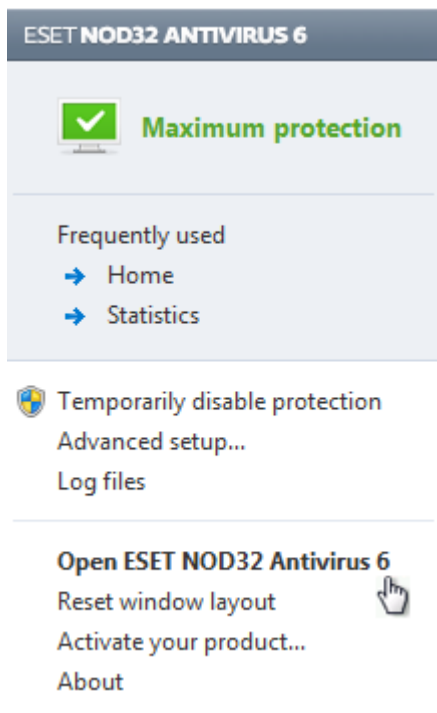 ESET NOD32 ANTIVIRUS 6
Maximum protection
Frequently used
Home
Statistics
Temporarily disable protection
Advanced setup...
Log files
Open ESET NOD32 Antivirus 6
Reset window layout
Activate your product...
About